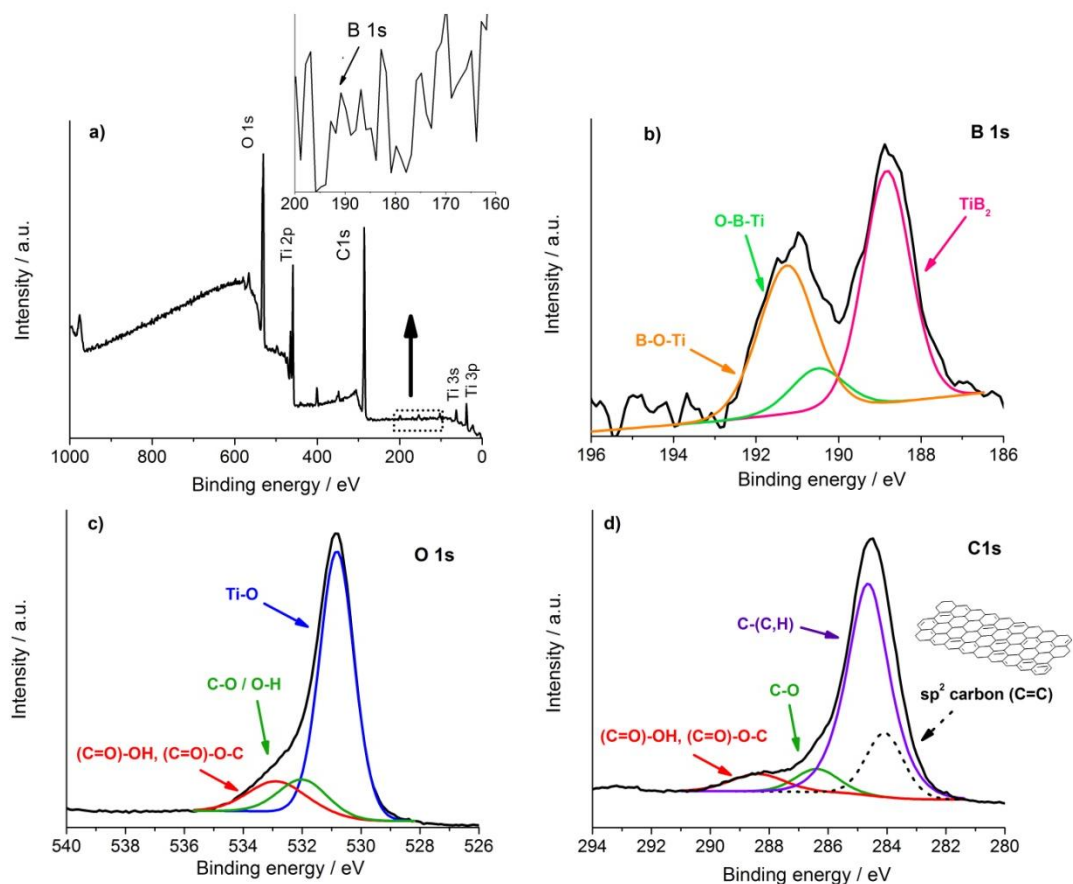 a)
B 1s
200 190 180 170 160
O 1s
Ti 2p
C1s
Ti 3s
Ti 3p
Intensity / a.u.
1000 800 600 400 200 0
Binding energy / eV
b)
B 1s
TiB₂
O-B-Ti
B-O-Ti
Intensity / a.u.
196 194 192 190 188 186
Binding energy / eV
c)
O 1s
Ti-O
C-O / O-H
(C=O)-OH, (C=O)-O-C
Intensity / a.u.
540 538 536 534 532 530 528 526
Binding energy / eV
d)
C1s
C-(C,H)
C-O
sp² carbon (C=C)
(C=O)-OH, (C=O)-O-C
Intensity / a.u.
294 292 290 288 286 284 282 280
Binding energy / eV